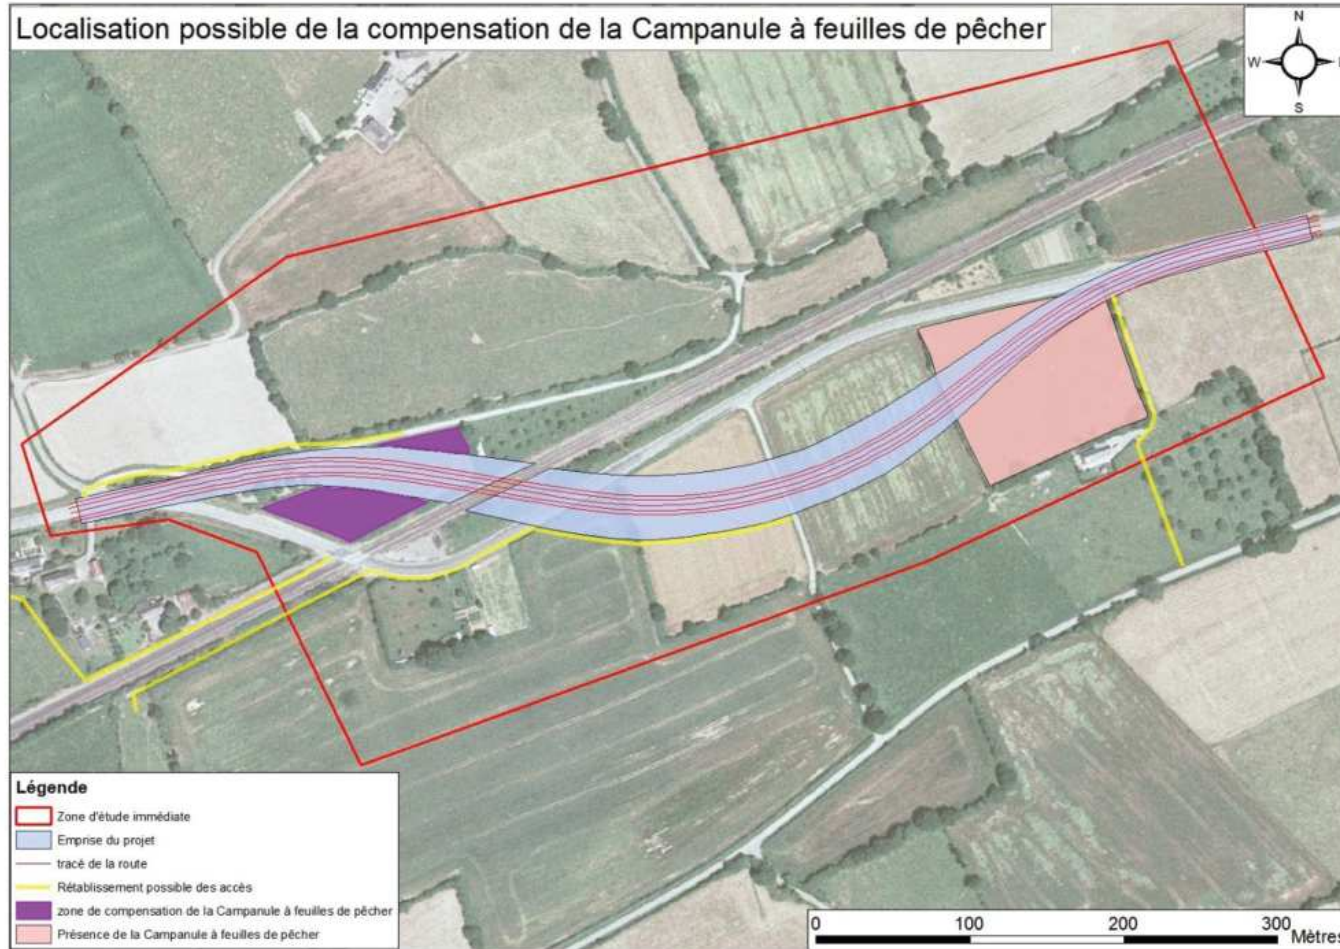 Localisation possible de la compensation de la Campanule à feuilles de pêcher
N
W
S
Légende
Zone d'étude immédiate
Emprise du projet
tracé de la route
Rétablissement possible des accès
zone de compensation de la Campanule à feuilles de pêcher
Présence de la Campanule à feuilles de pêcher
0 100 200 300
Mètres